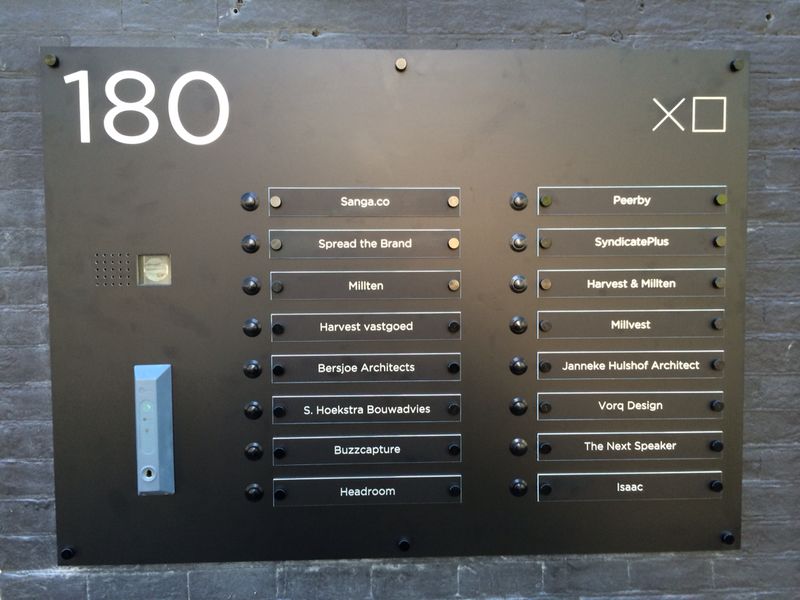 180
Sanga.co
Spread the Brand
Millten
Harvest vastgoed
Bersjoe Architects
S. Hoekstra Bouwadvies
Buzzcapture
Headroom
Peerby
SyndicatePlus
Harvest & Millten
Millvest
Janneke Hulshof Architect
Vorq Design
The Next Speaker
Isaac